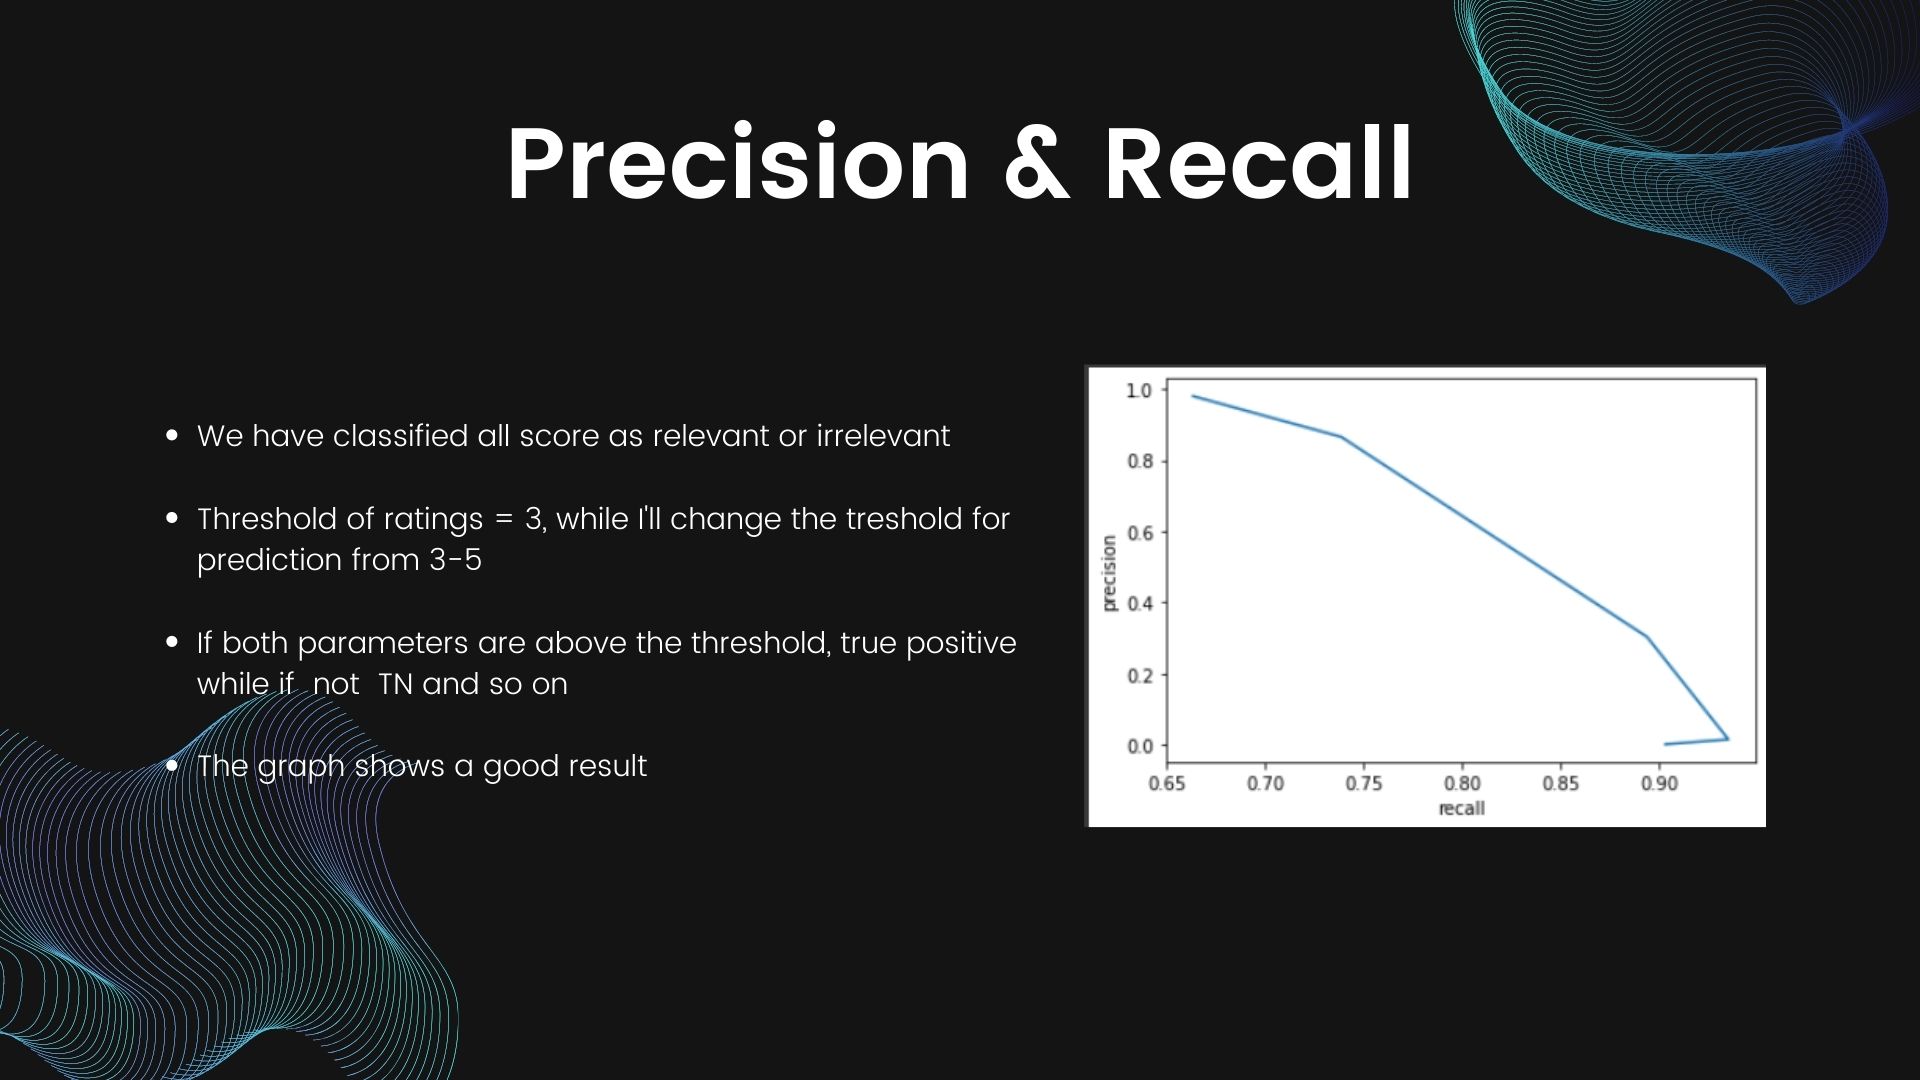 Precision & Recall
• We have classified all score as relevant or irrelevant
• Threshold of ratings = 3, while I'll change the treshold for
prediction from 3-5
• If both parameters are above the threshold, true positive
while if  not  TN and so on
• The graph shows a good result
1.0
0.8
0.6
0.4
0.2
0.0
precision
0.65 0.70 0.75 0.80 0.85 0.90
recall